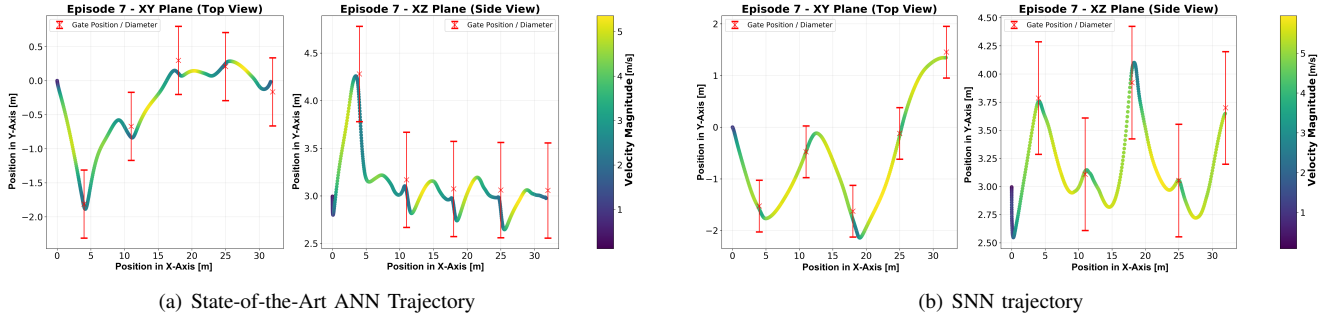 Episode 7 - XY Plane (Top View)
Gate Position / Diameter
0.5
0.0
−0.5
−1.0
−1.5
−2.0
Position in Y-Axis [m]
0 5 10 15 20 25 30
Position in X-Axis [m]
Episode 7 - XZ Plane (Side View)
Gate Position / Diameter
4.5
4.0
3.5
3.0
2.5
Position in Y-Axis [m]
0 5 10 15 20 25 30
Position in X-Axis [m]
5
4
3
2
1
Velocity Magnitude [m/s]
(a) State-of-the-Art ANN Trajectory
Episode 7 - XY Plane (Top View)
Gate Position / Diameter
2
1
0
−1
−2
Position in Y-Axis [m]
0 5 10 15 20 25 30
Position in X-Axis [m]
Episode 7 - XZ Plane (Side View)
Gate Position / Diameter
4.50
4.25
4.00
3.75
3.50
3.25
3.00
2.75
2.50
Position in Y-Axis [m]
0 5 10 15 20 25 30
Position in X-Axis [m]
5
4
3
2
1
Velocity Magnitude [m/s]
(b) SNN trajectory